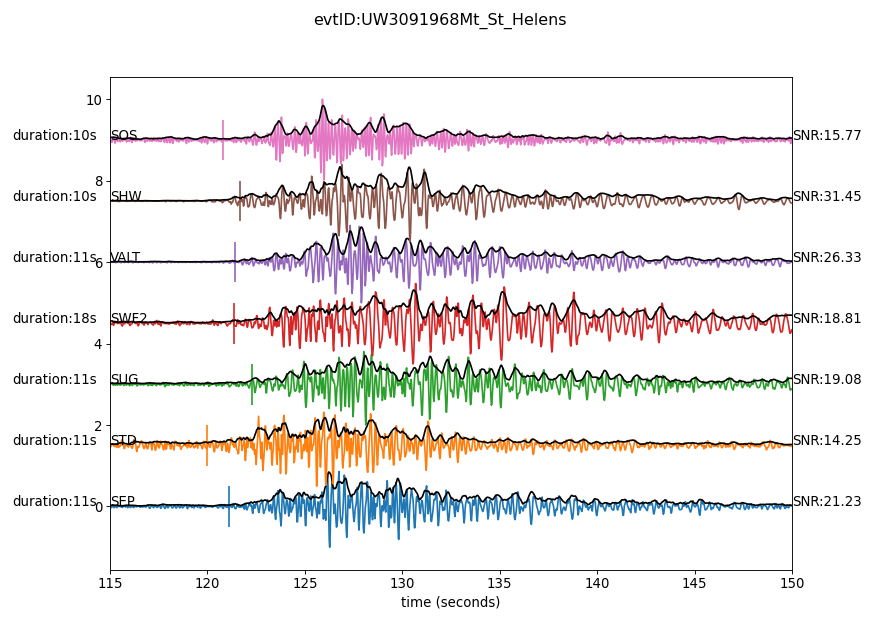 evtID:UW3091968Mt_St_Helens
10
duration:10s SOS SNR:15.77
8
duration:10s SHW SNR:31.45
duration:11s VALT SNR:26.33
6
duration:18s SWF2 SNR:18.81
4
duration:11s SUG SNR:19.08
2
duration:11s STD SNR:14.25
duration:11s SEP SNR:21.23
0
115 120 125 130 135 140 145 150
time (seconds)